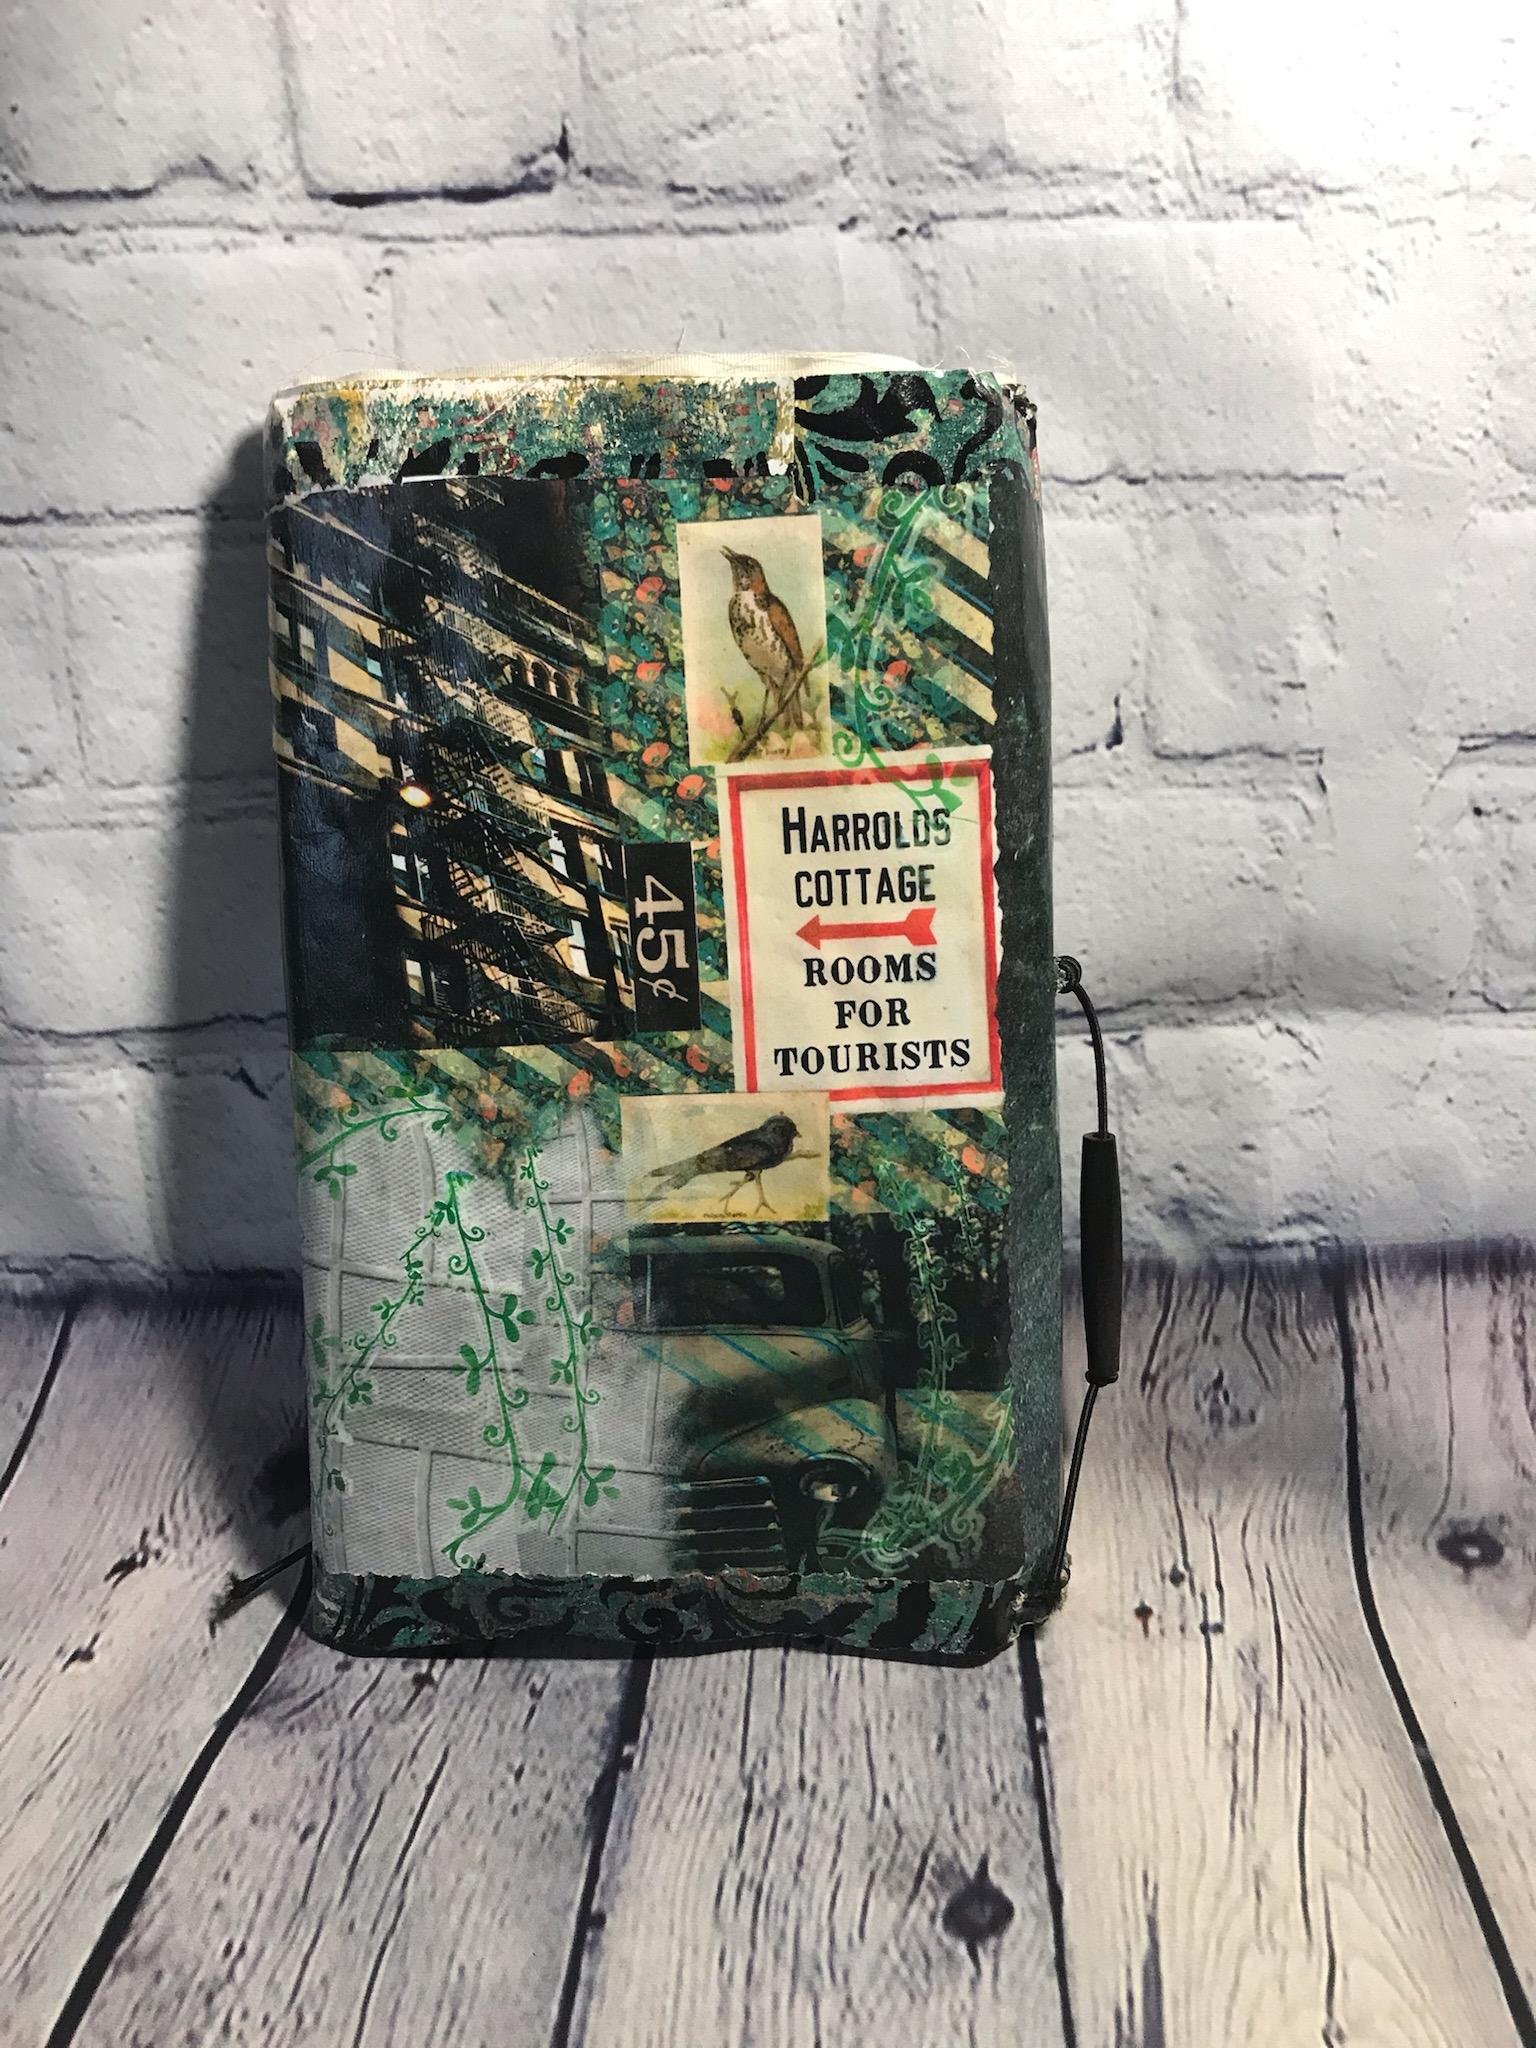 HARROLDS
COTTAGE
ROOMS
FOR
TOURISTS
45¢